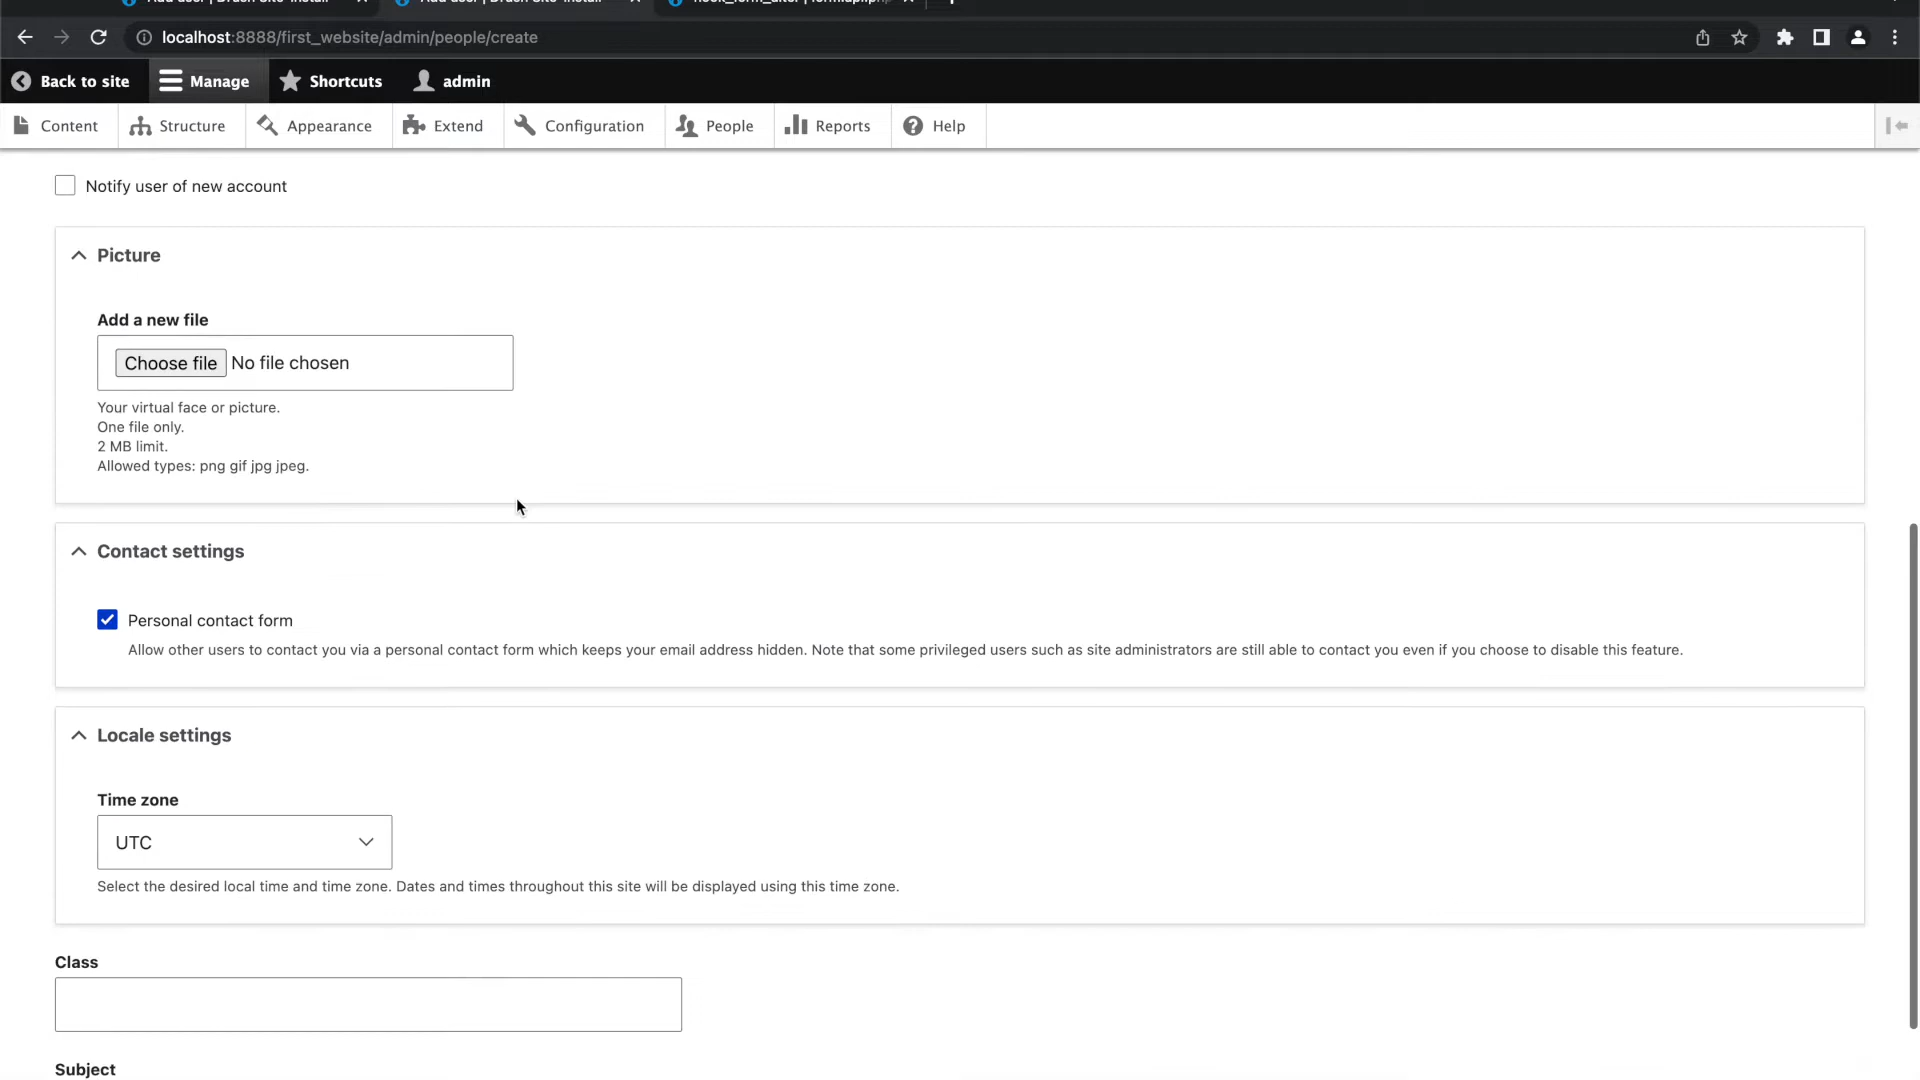 localhost:8888/first_website/admin/people/create
Back to site
Manage
Shortcuts
admin
Content
Structure
Appearance
Extend
Configuration
People
Reports
Help
Notify user of new account
Picture
Add a new file
Choose file No file chosen
Your virtual face or picture.
One file only.
2 MB limit.
Allowed types: png gif jpg jpeg.
Contact settings
Personal contact form
Allow other users to contact you via a personal contact form which keeps your email address hidden. Note that some privileged users such as site administrators are still able to contact you even if you choose to disable this feature.
Locale settings
Time zone
UTC
Select the desired local time and time zone. Dates and times throughout this site will be displayed using this time zone.
Class
Subject